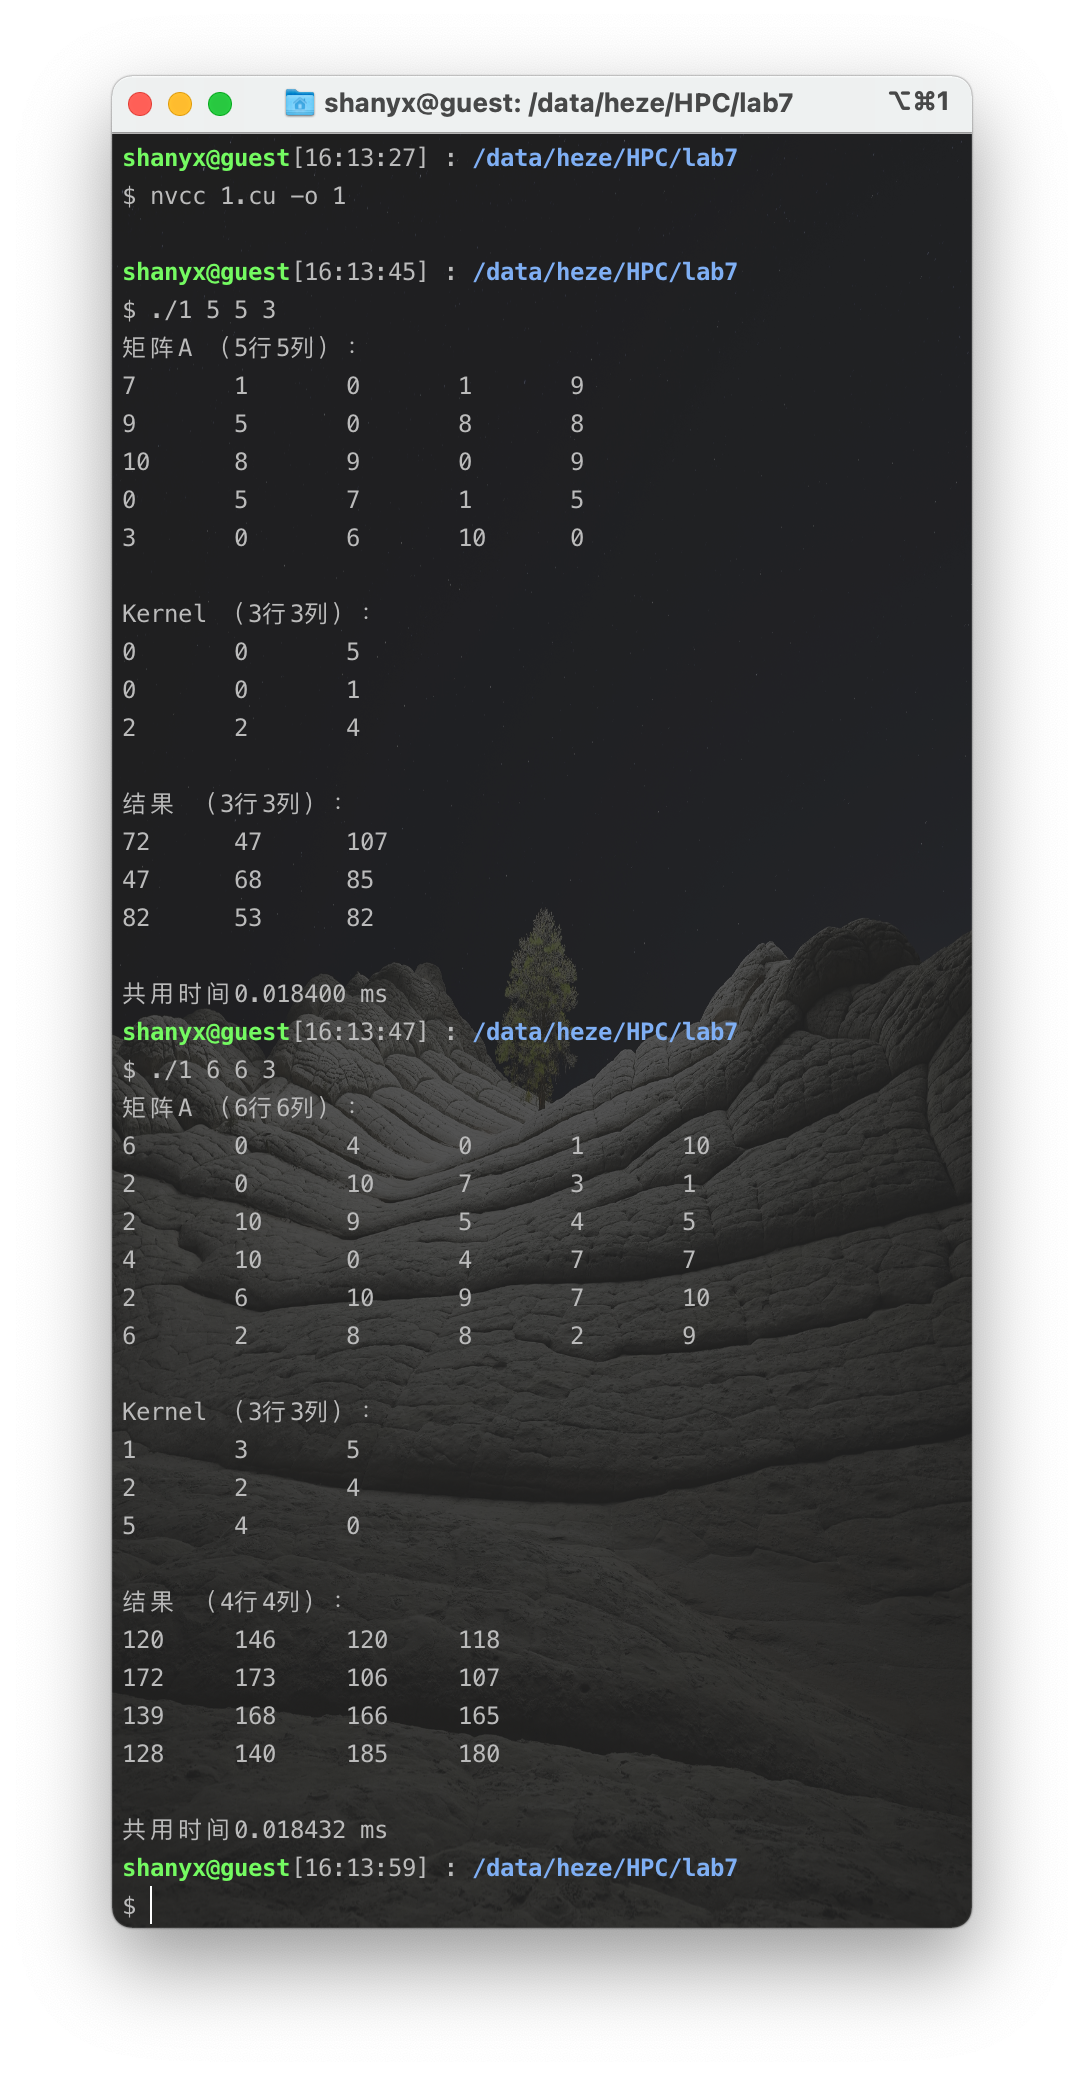 shanyx@guest: /data/heze/HPC/lab7 ⌥⌘1
shanyx@guest[16:13:27] : /data/heze/HPC/lab7
$ nvcc 1.cu -o 1
shanyx@guest[16:13:45] : /data/heze/HPC/lab7
$ ./1 5 5 3
矩阵A （5行5列）：
7 1 0 1 9
9 5 0 8 8
10 8 9 0 9
0 5 7 1 5
3 0 6 10 0
Kernel （3行3列）：
0 0 5
0 0 1
2 2 4
结果 （3行3列）：
72 47 107
47 68 85
82 53 82
共用时间0.018400 ms
shanyx@guest[16:13:47] : /data/heze/HPC/lab7
$ ./1 6 6 3
矩阵A （6行6列）：
6 0 4 0 1 10
2 0 10 7 3 1
2 10 9 5 4 5
4 10 0 4 7 7
2 6 10 9 7 10
6 2 8 8 2 9
Kernel （3行3列）：
1 3 5
2 2 4
5 4 0
结果 （4行4列）：
120 146 120 118
172 173 106 107
139 168 166 165
128 140 185 180
共用时间0.018432 ms
shanyx@guest[16:13:59] : /data/heze/HPC/lab7
$